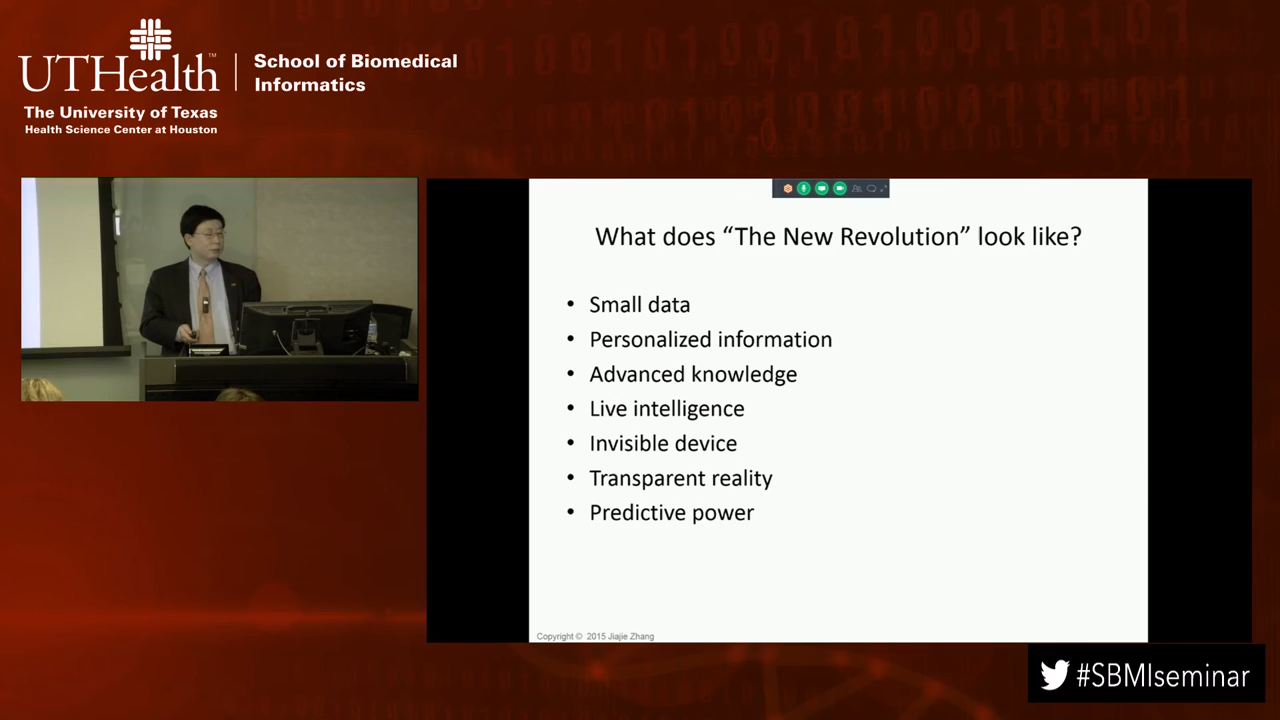 UTHealth™
The University of Texas
Health Science Center at Houston
School of Biomedical
Informatics
What does “The New Revolution” look like?
• Small data
• Personalized information
• Advanced knowledge
• Live intelligence
• Invisible device
• Transparent reality
• Predictive power
Copyright © 2015 Jiajie Zhang
#SBMIseminar